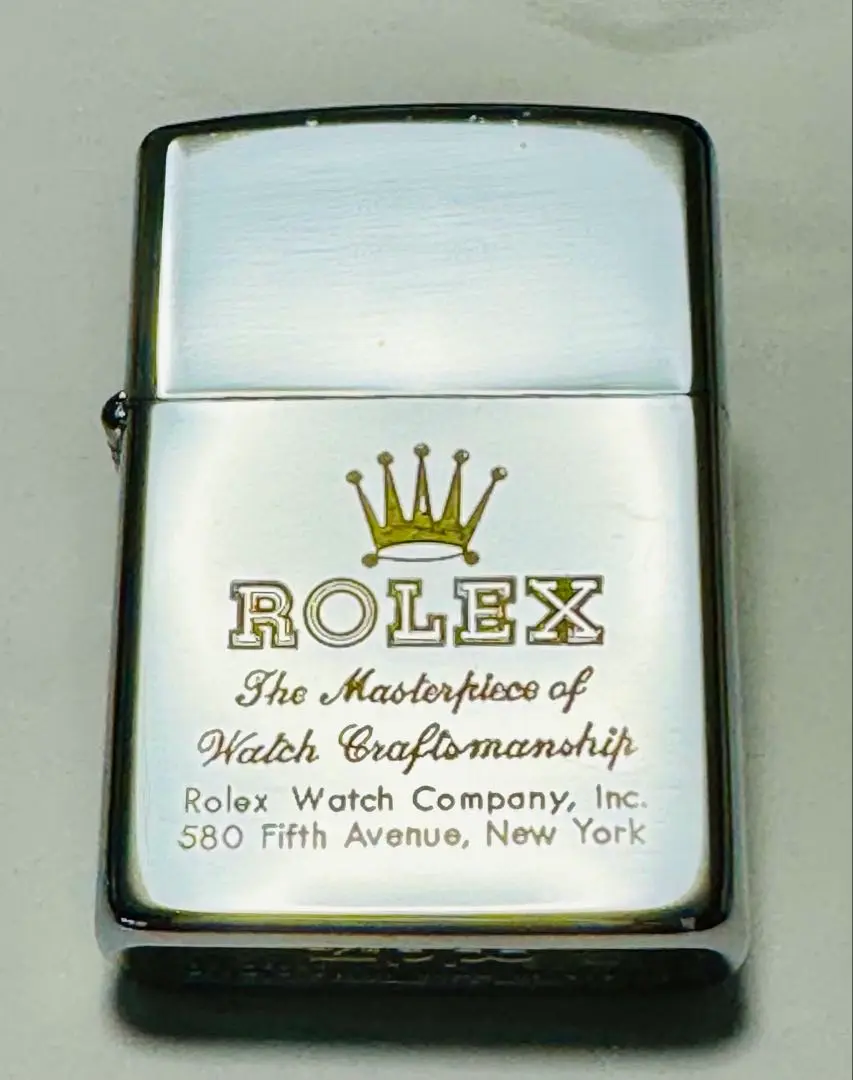 ROLEX
The Masterpiece of
Watch Craftsmanship
Rolex Watch Company, Inc.
580 Fifth Avenue, New York